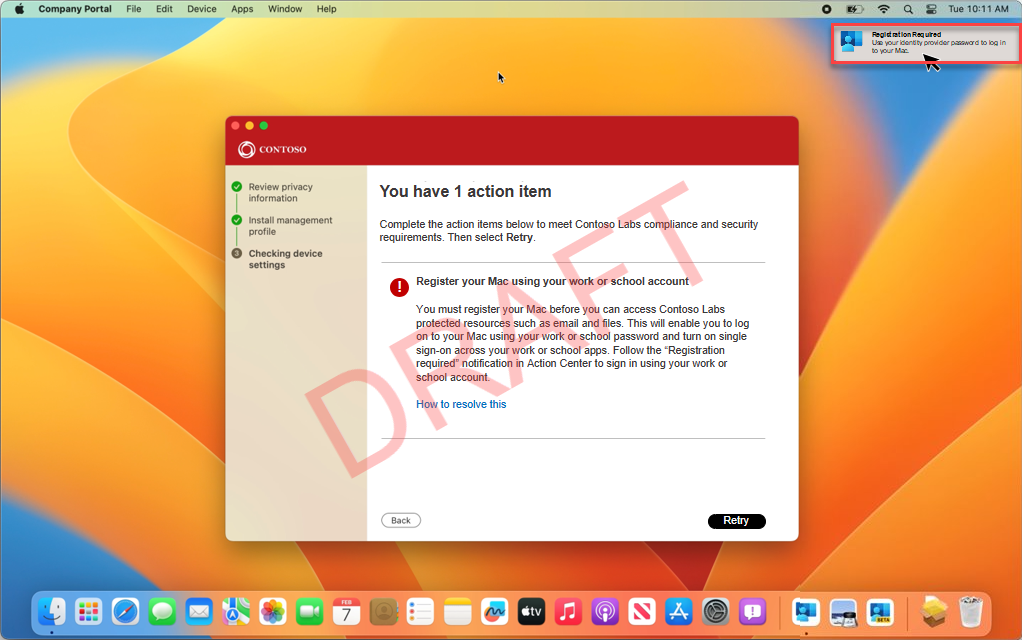 Company Portal File Edit Device Apps Window Help Tue 10:11 AM
Registration Required
Use your identity provider password to log in
to your Mac.
CONTOSO
Review privacy
information
Install management
profile
3 Checking device
settings
You have 1 action item
Complete the action items below to meet Contoso Labs compliance and security
requirements. Then select Retry.
! Register your Mac using your work or school account
You must register your Mac before you can access Contoso Labs
protected resources such as email and files. This will enable you to log
on to your Mac using your work or school password and turn on single
sign-on across your work or school apps. Follow the “Registration
required” notification in Action Center to sign in using your work or
school account.
How to resolve this
DRAFT
Back Retry
FEB
7
tv
BETA